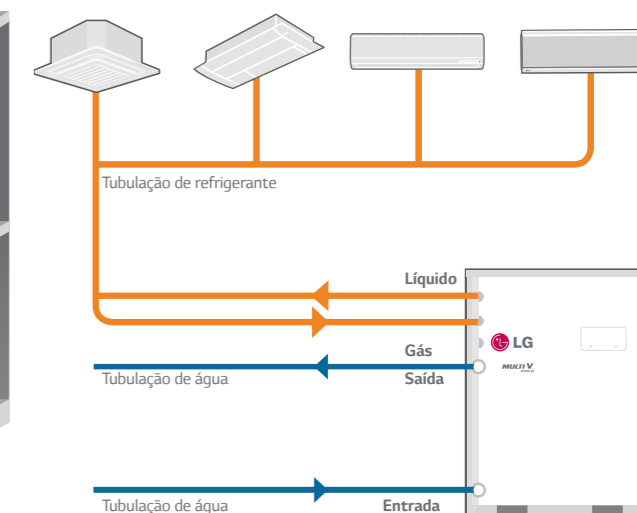 Tubulação de refrigerante
Líquido
LG
MULTI V
Gás
Tubulação de água
Saída
Tubulação de água
Entrada